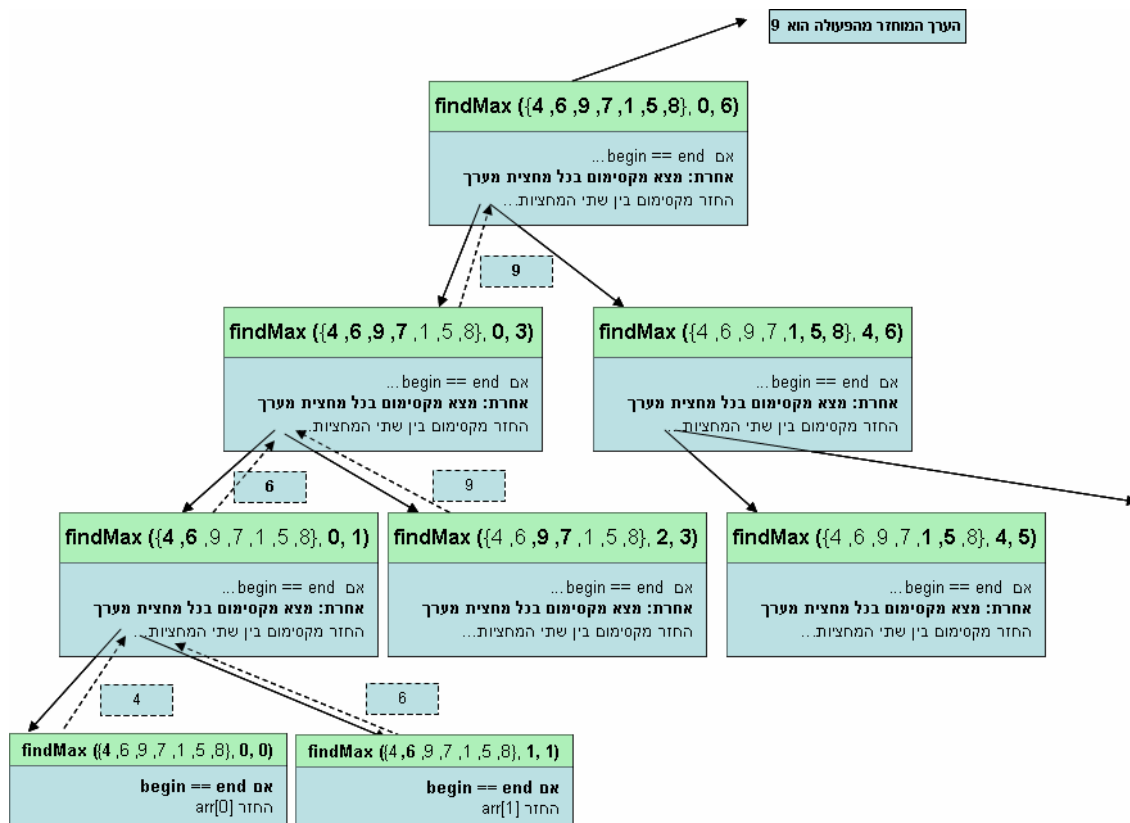 הערך המוחזר מהפעולה הוא 9
findMax ({4 ,6 ,9 ,7 ,1 ,5 ,8}, 0, 6)
אם begin == end...
אחרת: מצא מקסימום בכל מחצית מערך
החזר מקסימום בין שתי המחציות...
9
findMax ({4 ,6 ,9 ,7 ,1 ,5 ,8}, 0, 3)
אם begin == end...
אחרת: מצא מקסימום בכל מחצית מערך
החזר מקסימום בין שתי המחציות...
findMax ({4 ,6 ,9 ,7 ,1, 5, 8}, 4, 6)
אם begin == end...
אחרת: מצא מקסימום בכל מחצית מערך
החזר מקסימום בין שתי המחציות...
6
9
findMax ({4 ,6 ,9 ,7 ,1 ,5 ,8}, 0, 1)
אם begin == end...
אחרת: מצא מקסימום בכל מחצית מערך
החזר מקסימום בין שתי המחציות...
findMax ({4 ,6 ,9 ,7 ,1 ,5 ,8}, 2, 3)
אם begin == end...
אחרת: מצא מקסימום בכל מחצית מערך
החזר מקסימום בין שתי המחציות...
findMax ({4 ,6 ,9 ,7 ,1 ,5 ,8}, 4, 5)
אם begin == end...
אחרת: מצא מקסימום בכל מחצית מערך
החזר מקסימום בין שתי המחציות...
4
6
findMax ({4 ,6 ,9 ,7 ,1 ,5 ,8}, 0, 0)
אם begin == end
החזר arr[0]
findMax ({4 ,6 ,9 ,7 ,1 ,5 ,8}, 1, 1)
אם begin == end
החזר arr[1]